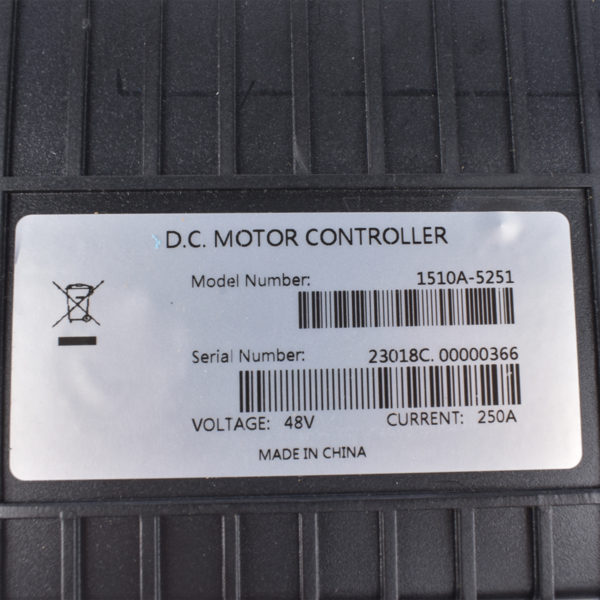 D.C. MOTOR CONTROLLER
Model Number: 1510A-5251
Serial Number: 23018C. 00000366
VOLTAGE: 48V CURRENT: 250A
MADE IN CHINA